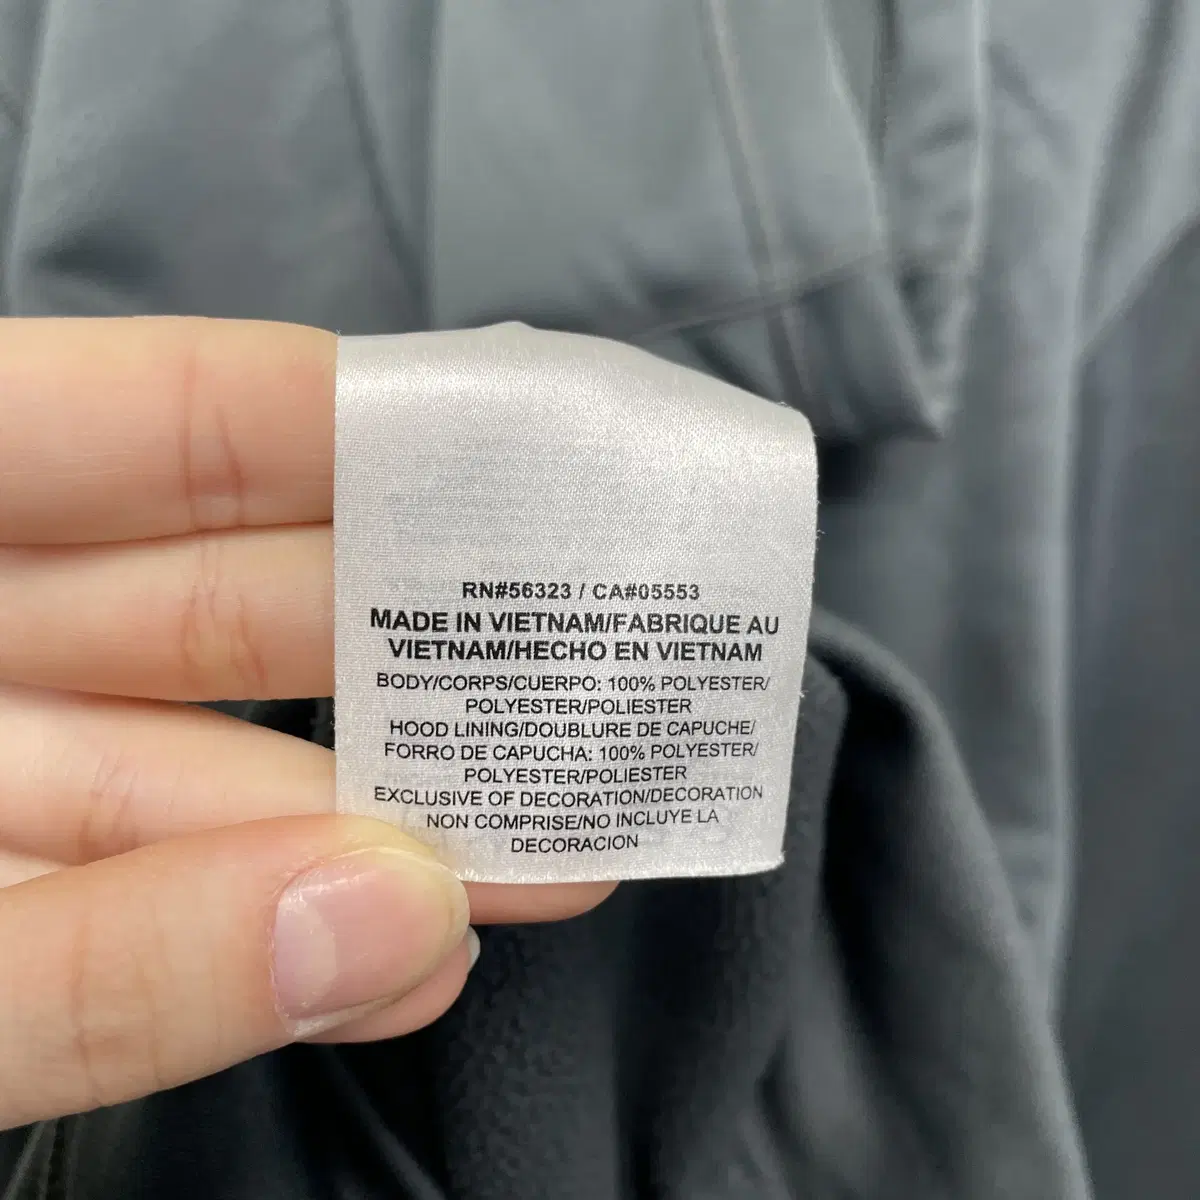 RN#56323 / CA#05553
MADE IN VIETNAM/FABRIQUE AU
VIETNAM/HECHO EN VIETNAM
BODY/CORPS/CUERPO: 100% POLYESTER/
POLYESTER/POLIESTER
HOOD LINING/DOUBLURE DE CAPUCHE/
FORRO DE CAPUCHA: 100% POLYESTER/
POLYESTER/POLIESTER
EXCLUSIVE OF DECORATION/DECORATION
NON COMPRISE/NO INCLUYE LA
DECORACION